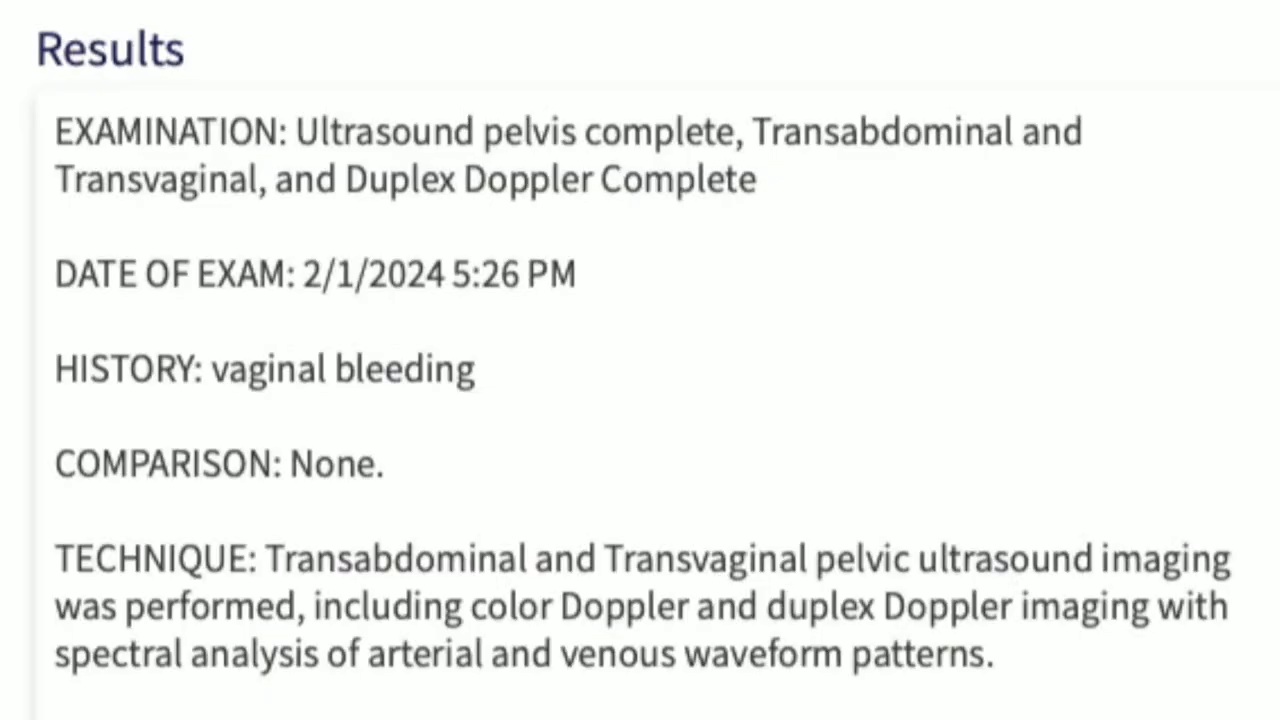 Results
EXAMINATION: Ultrasound pelvis complete, Transabdominal and
Transvaginal, and Duplex Doppler Complete
DATE OF EXAM: 2/1/2024 5:26 PM
HISTORY: vaginal bleeding
COMPARISON: None.
TECHNIQUE: Transabdominal and Transvaginal pelvic ultrasound imaging
was performed, including color Doppler and duplex Doppler imaging with
spectral analysis of arterial and venous waveform patterns.